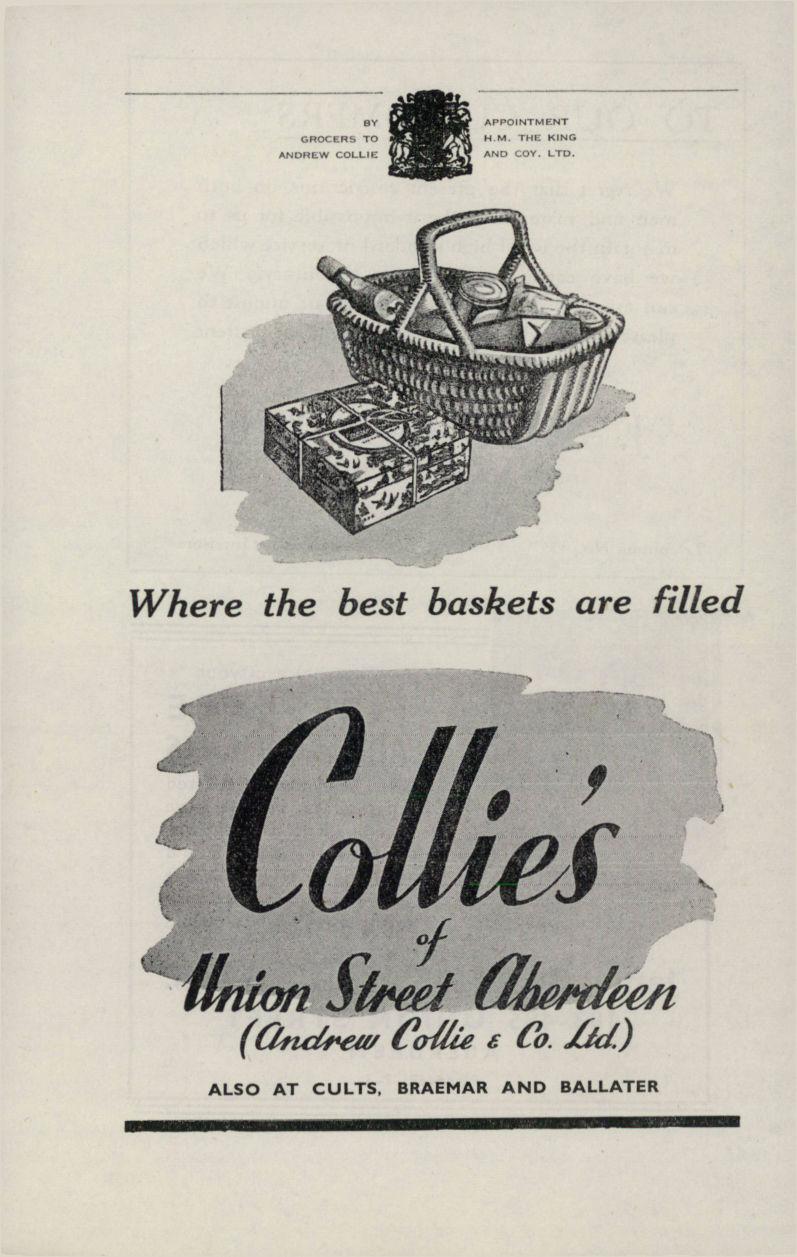 BY APPOINTMENT
GROCERS TO H.M. THE KING
ANDREW COLLIE AND COY. LTD.
Where the best baskets are filled
Collie's
of
Union Street Aberdeen
(Andrew Collie & Co. Ltd.)
ALSO AT CULTS, BRAEMAR AND BALLATER